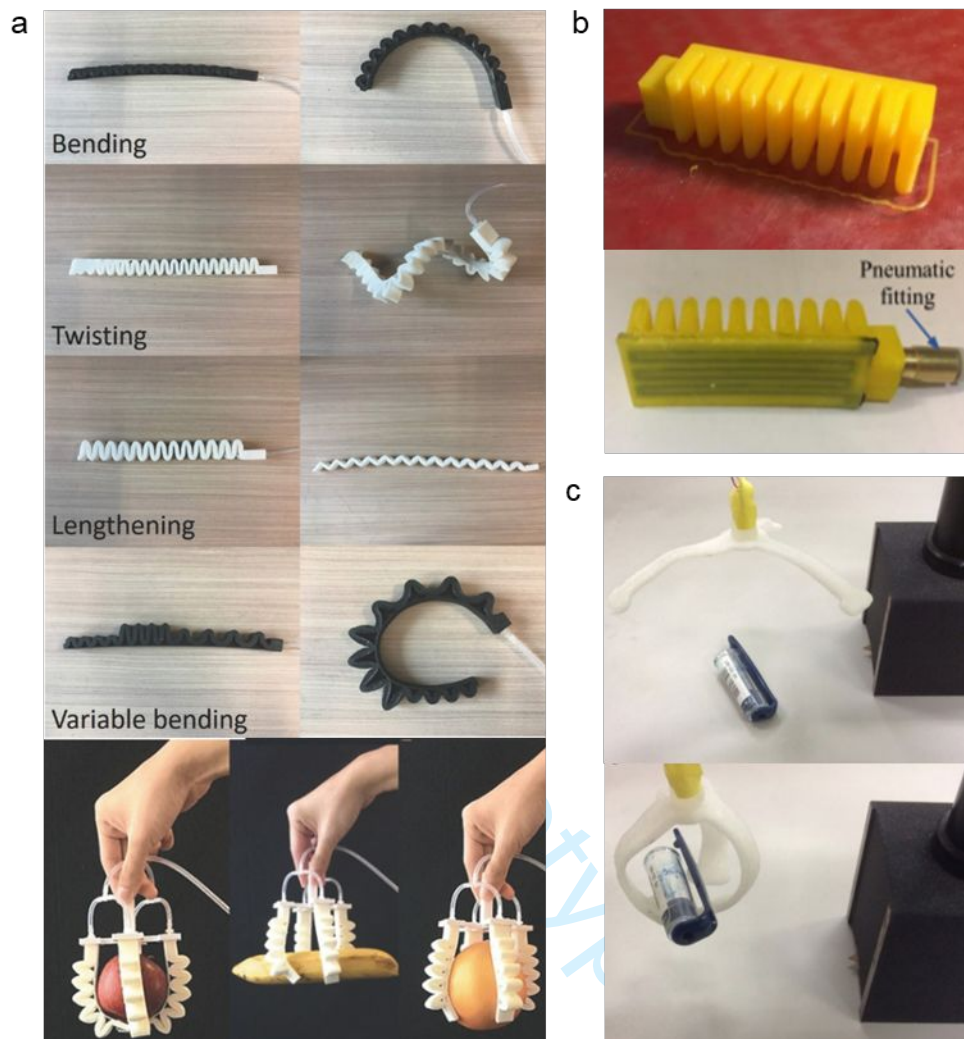 a
Bending
Twisting
Lengthening
Variable bending
b
Pneumatic
fitting
c